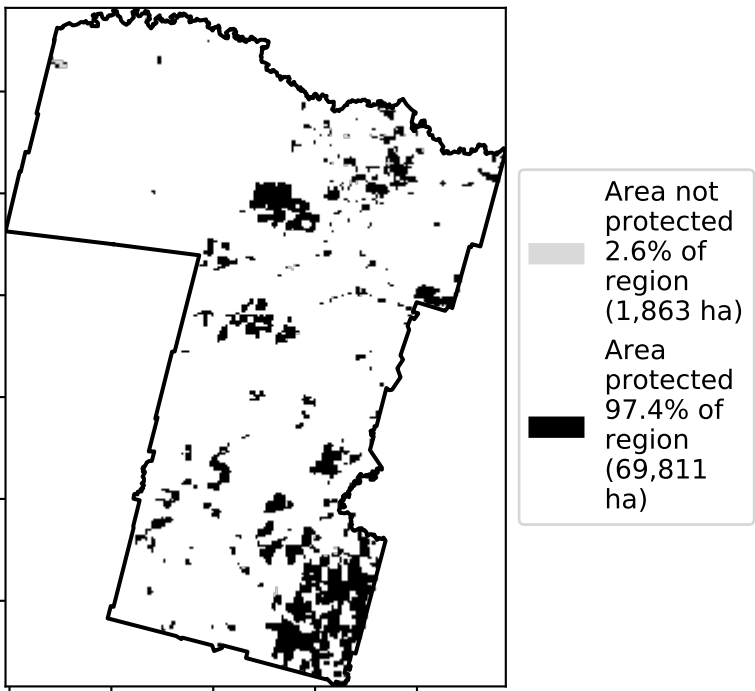 Area not
protected
2.6% of
region
(1,863 ha)
Area
protected
97.4% of
region
(69,811
ha)